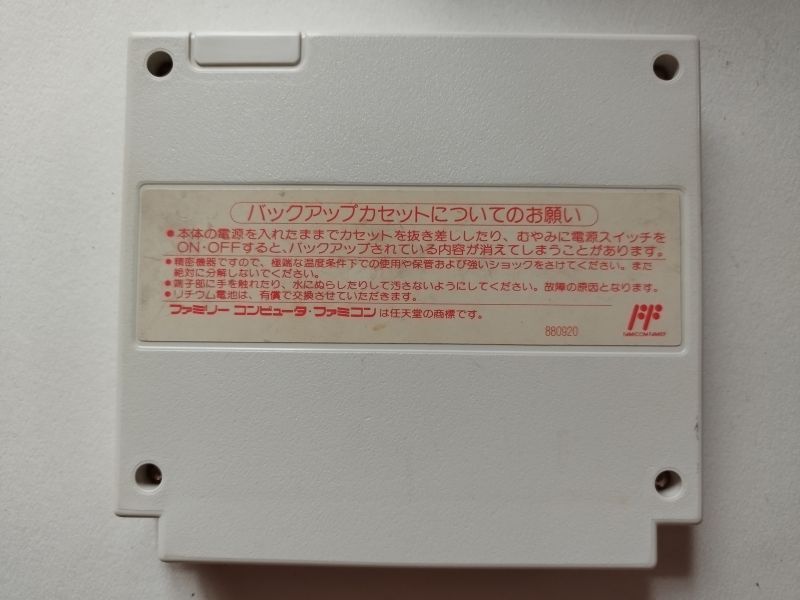 バックアップカセットについてのお願い
●本体の電源を入れたままでカセットを抜き差ししたり、むやみに電源スイッチを
ON・OFFすると、バックアップされている内容が消えてしまうことがあります。
●精密機器ですので、極端な温度条件下での使用や保管および強いショックをさけてください。また
絶対に分解しないでください。
●端子部に手を触れたり、水にぬらしたりして汚さないようにしてください。故障の原因となります。
●リチウム電池は、有償で交換させていただきます。
ファミリーコンピュータ・ファミコンは任天堂の商標です。
880920
FAMICOM FAMILY